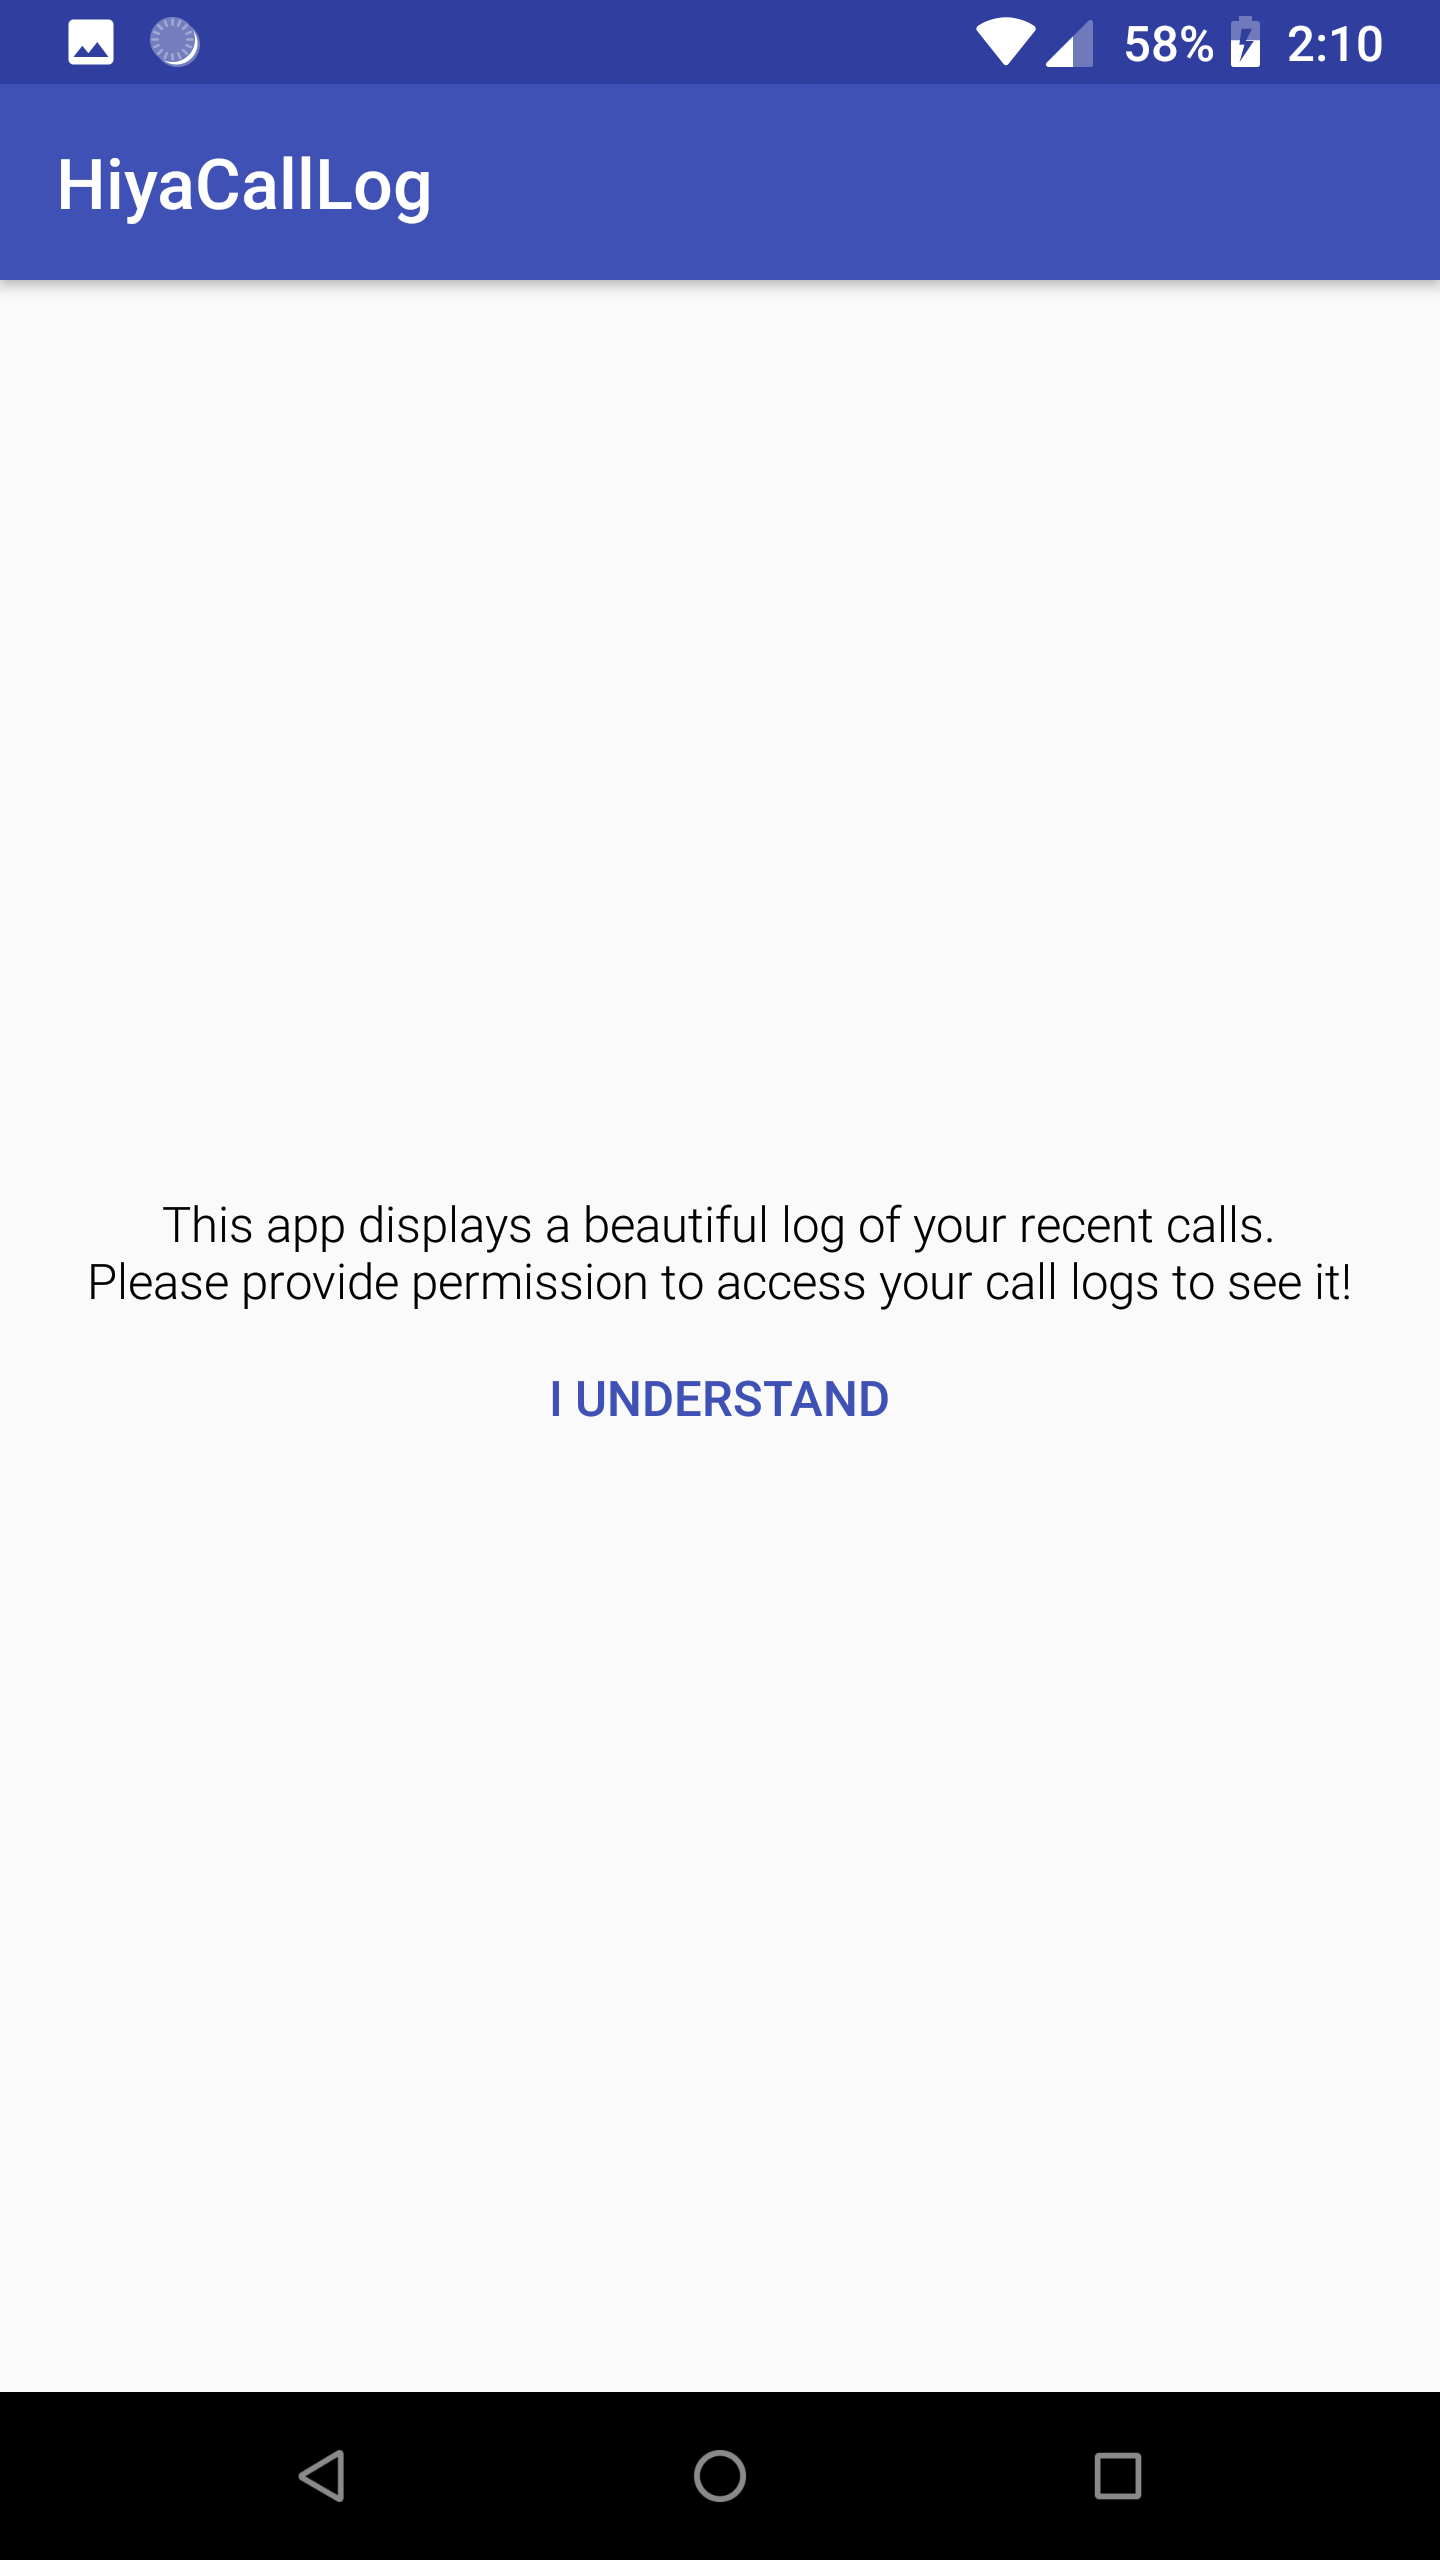 58% 2:10
HiyaCallLog
This app displays a beautiful log of your recent calls.
Please provide permission to access your call logs to see it!
I UNDERSTAND